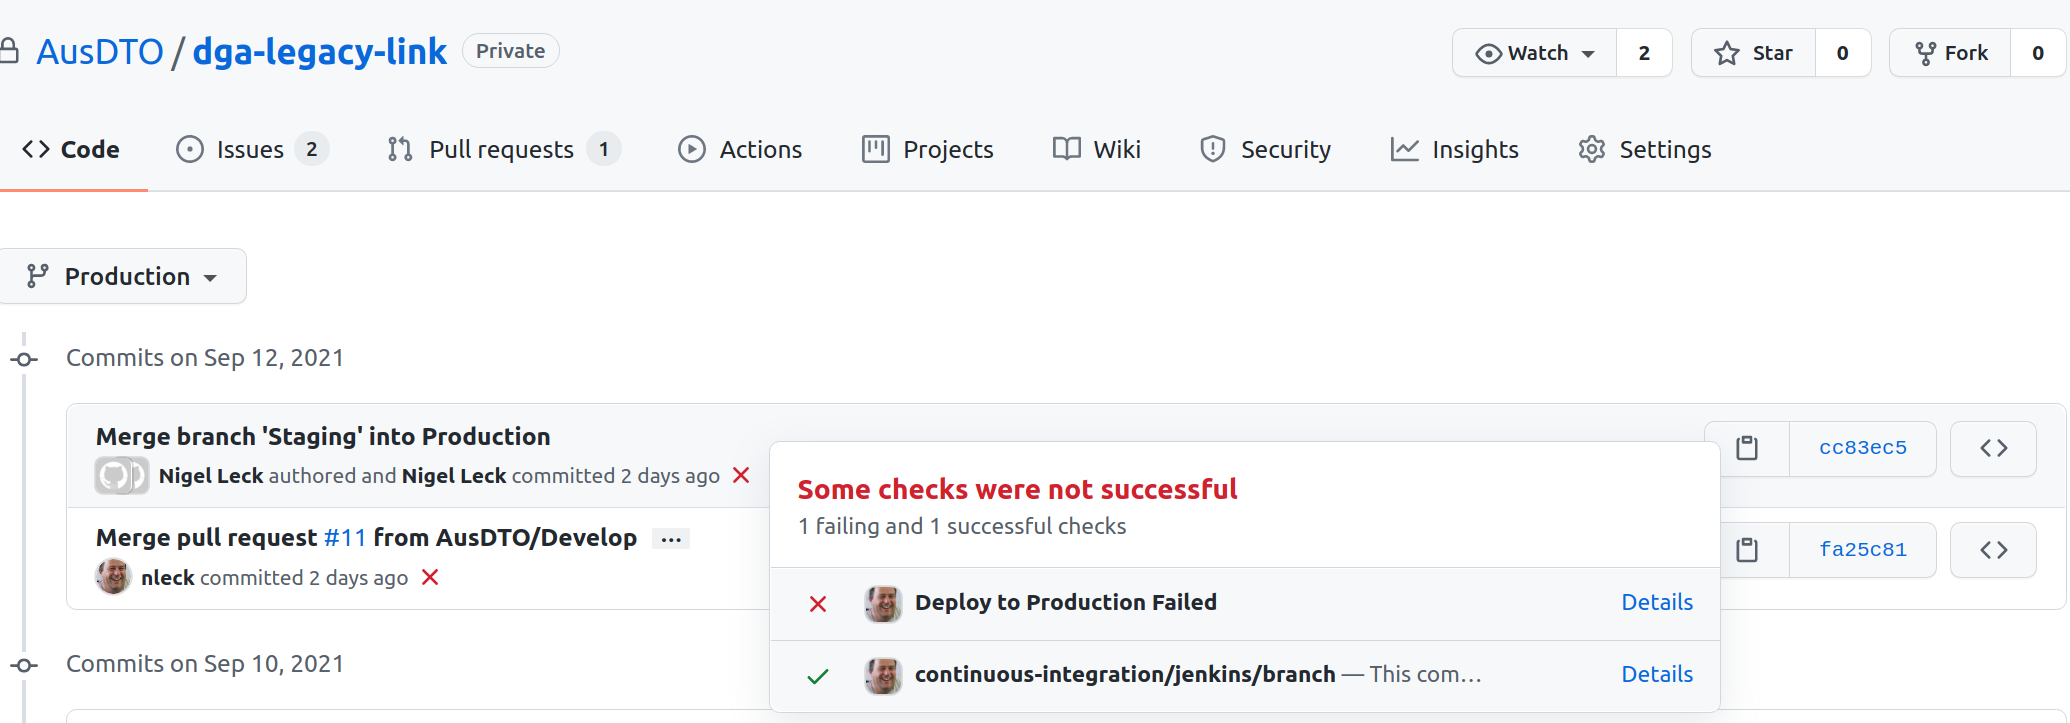 AusDTO / dga-legacy-link Private
Watch 2 Star 0 Fork 0
Code Issues 2 Pull requests 1 Actions Projects Wiki Security Insights Settings
Production
Commits on Sep 12, 2021
Merge branch 'Staging' into Production
Nigel Leck authored and Nigel Leck committed 2 days ago
cc83ec5
Merge pull request #11 from AusDTO/Develop ...
nleck committed 2 days ago
fa25c81
Some checks were not successful
1 failing and 1 successful checks
Deploy to Production Failed Details
continuous-integration/jenkins/branch — This com... Details
Commits on Sep 10, 2021